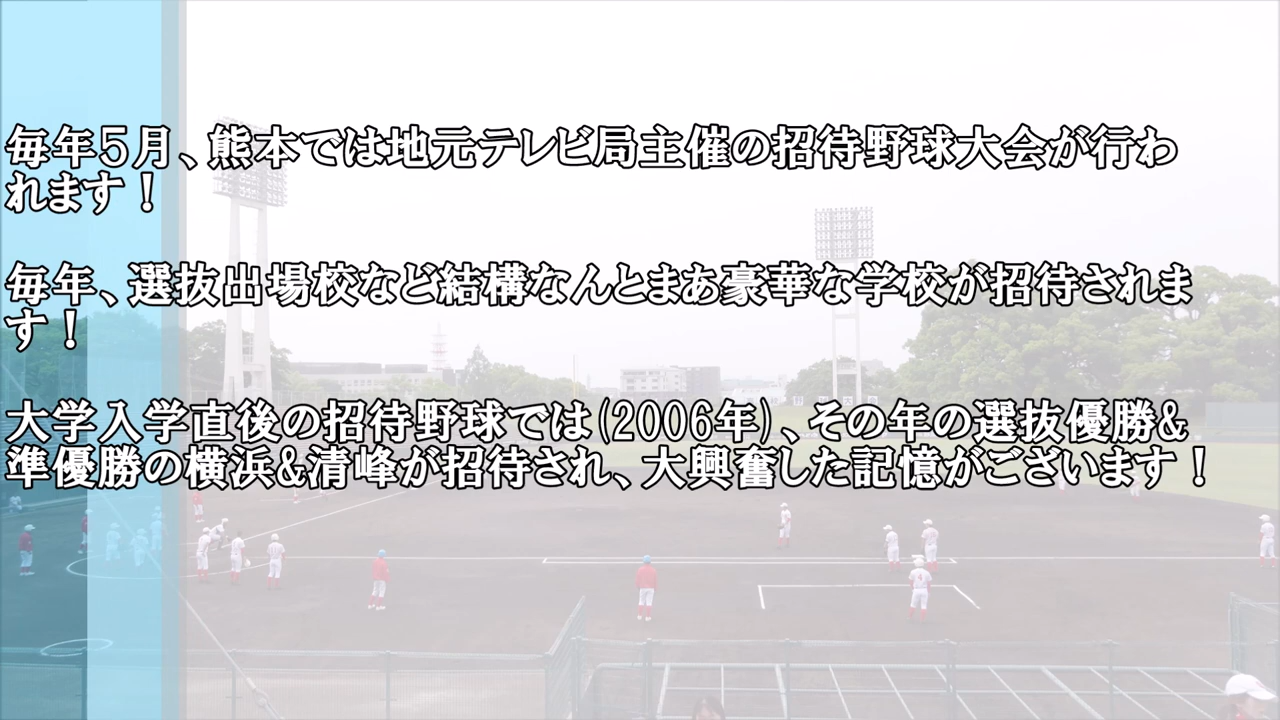 毎年５月、熊本では地元テレビ局主催の招待野球大会が行わ
れます！
毎年、選抜出場校など結構なんとまあ豪華な学校が招待されま
す！
大学入学直後の招待野球では(2006年)、その年の選抜優勝&
準優勝の横浜&清峰が招待され、大興奮した記憶がございます！